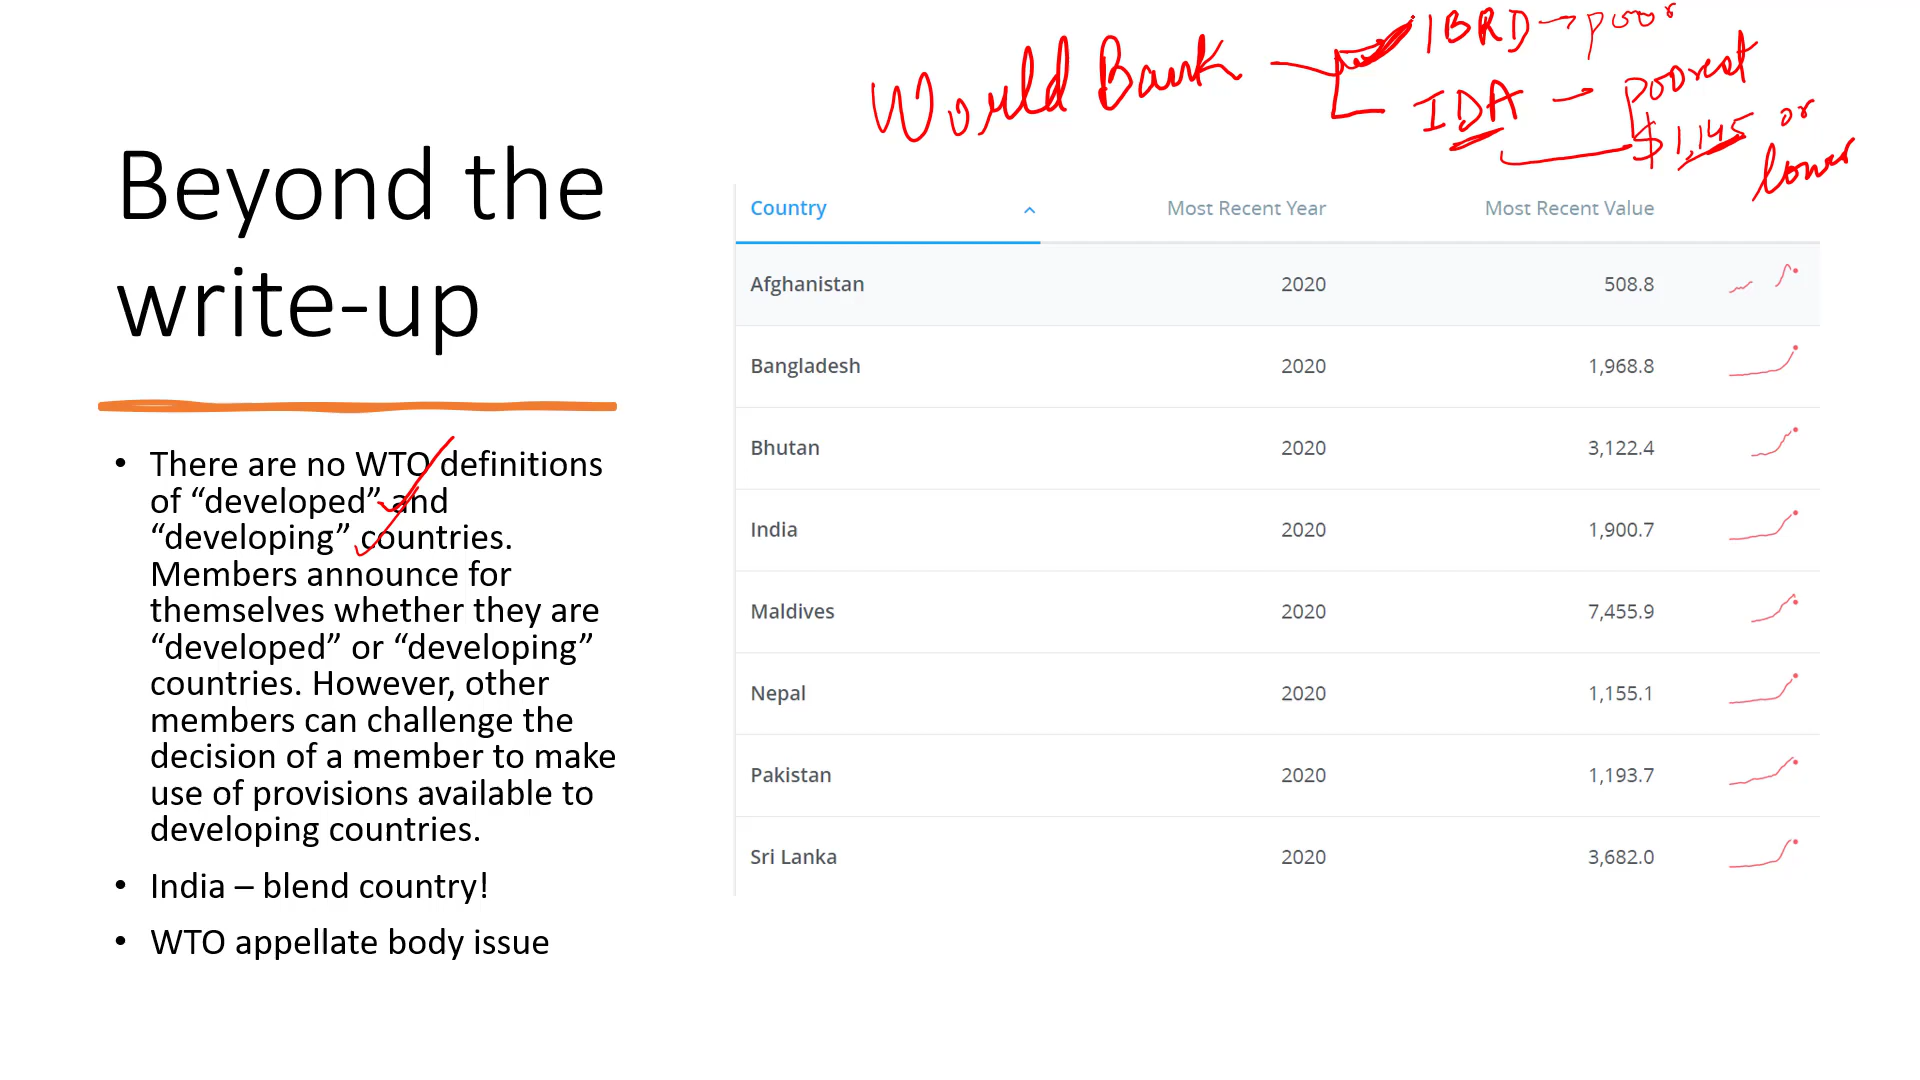 World Bank
IBRD → poor
IDA – poorest
$1,145 or
lower
Beyond the
write-up
• There are no WTO definitions
of “developed” and
“developing” countries.
Members announce for
themselves whether they are
“developed” or “developing”
countries. However, other
members can challenge the
decision of a member to make
use of provisions available to
developing countries.
• India – blend country!
• WTO appellate body issue
Country Most Recent Year Most Recent Value
Afghanistan 2020 508.8
Bangladesh 2020 1,968.8
Bhutan 2020 3,122.4
India 2020 1,900.7
Maldives 2020 7,455.9
Nepal 2020 1,155.1
Pakistan 2020 1,193.7
Sri Lanka 2020 3,682.0